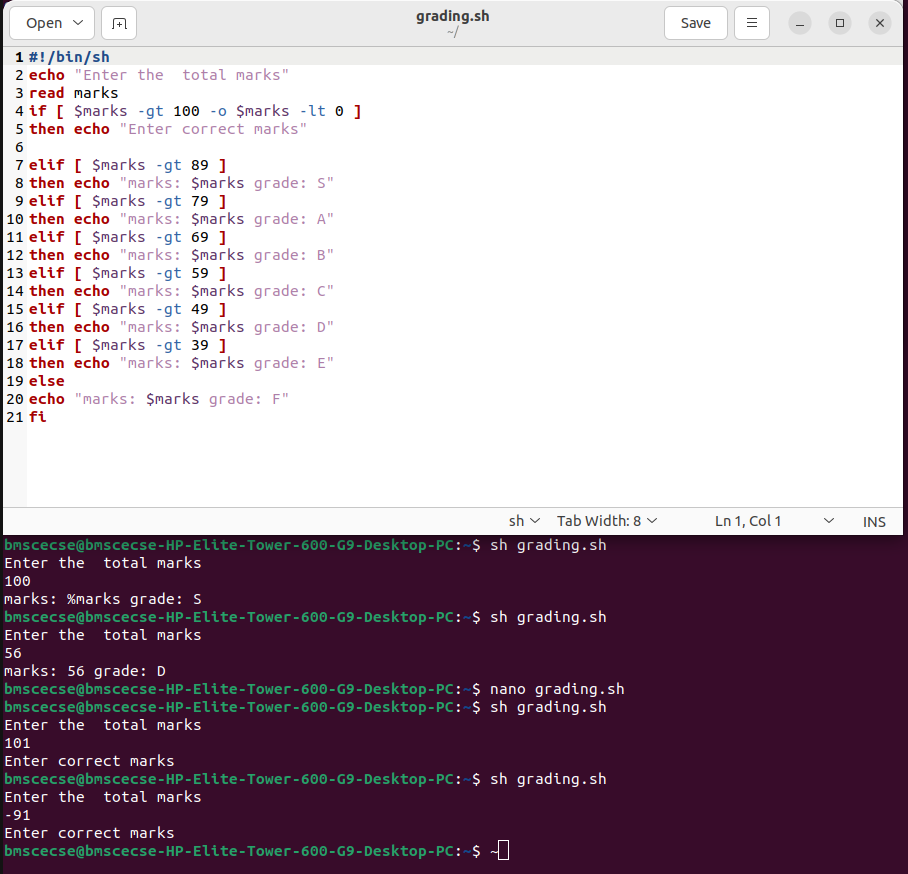 Open
grading.sh
~/
Save
1 #!/bin/sh
2 echo "Enter the  total marks"
3 read marks
4 if [ $marks -gt 100 -o $marks -lt 0 ]
5 then echo "Enter correct marks"
6
7 elif [ $marks -gt 89 ]
8 then echo "marks: $marks grade: S"
9 elif [ $marks -gt 79 ]
10 then echo "marks: $marks grade: A"
11 elif [ $marks -gt 69 ]
12 then echo "marks: $marks grade: B"
13 elif [ $marks -gt 59 ]
14 then echo "marks: $marks grade: C"
15 elif [ $marks -gt 49 ]
16 then echo "marks: $marks grade: D"
17 elif [ $marks -gt 39 ]
18 then echo "marks: $marks grade: E"
19 else
20 echo "marks: $marks grade: F"
21 fi
sh Tab Width: 8 Ln 1, Col 1 INS
bmscecse@bmscecse-HP-Elite-Tower-600-G9-Desktop-PC:~$ sh grading.sh
Enter the  total marks
100
marks: %marks grade: S
bmscecse@bmscecse-HP-Elite-Tower-600-G9-Desktop-PC:~$ sh grading.sh
Enter the  total marks
56
marks: 56 grade: D
bmscecse@bmscecse-HP-Elite-Tower-600-G9-Desktop-PC:~$ nano grading.sh
bmscecse@bmscecse-HP-Elite-Tower-600-G9-Desktop-PC:~$ sh grading.sh
Enter the  total marks
101
Enter correct marks
bmscecse@bmscecse-HP-Elite-Tower-600-G9-Desktop-PC:~$ sh grading.sh
Enter the  total marks
-91
Enter correct marks
bmscecse@bmscecse-HP-Elite-Tower-600-G9-Desktop-PC:~$ ~